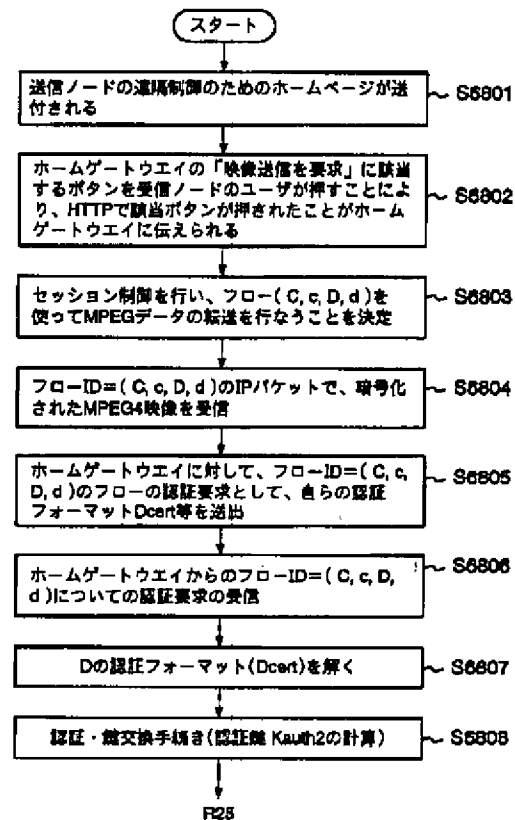 スタート
送信ノードの遠隔制御のためのホームページが送
付される
S6801
ホームゲートウエイの「映像送信を要求」に該当
するボタンを受信ノードのユーザが押すことによ
り、HTTPで該当ボタンが押されたことがホーム
ゲートウエイに伝えられる
S6802
セッション制御を行い、フロー( C, c, D, d )を
使ってMPEGデータの転送を行なうことを決定
S6803
フローID=( C, c, D, d )のIPパケットで、暗号化
されたMPEG4映像を受信
S6804
ホームゲートウエイに対して、フローID=( C, c,
D, d )のフローの認証要求として、自らの認証
フォーマットDcert等を送出
S6805
ホームゲートウエイからのフローID=( C, c, D,
d )についての認証要求の受信
S6806
Dの認証フォーマット(Dcert)を解く
S6807
認証・鍵交換手続き(認証鍵 Kauth2の計算)
S6808
R25